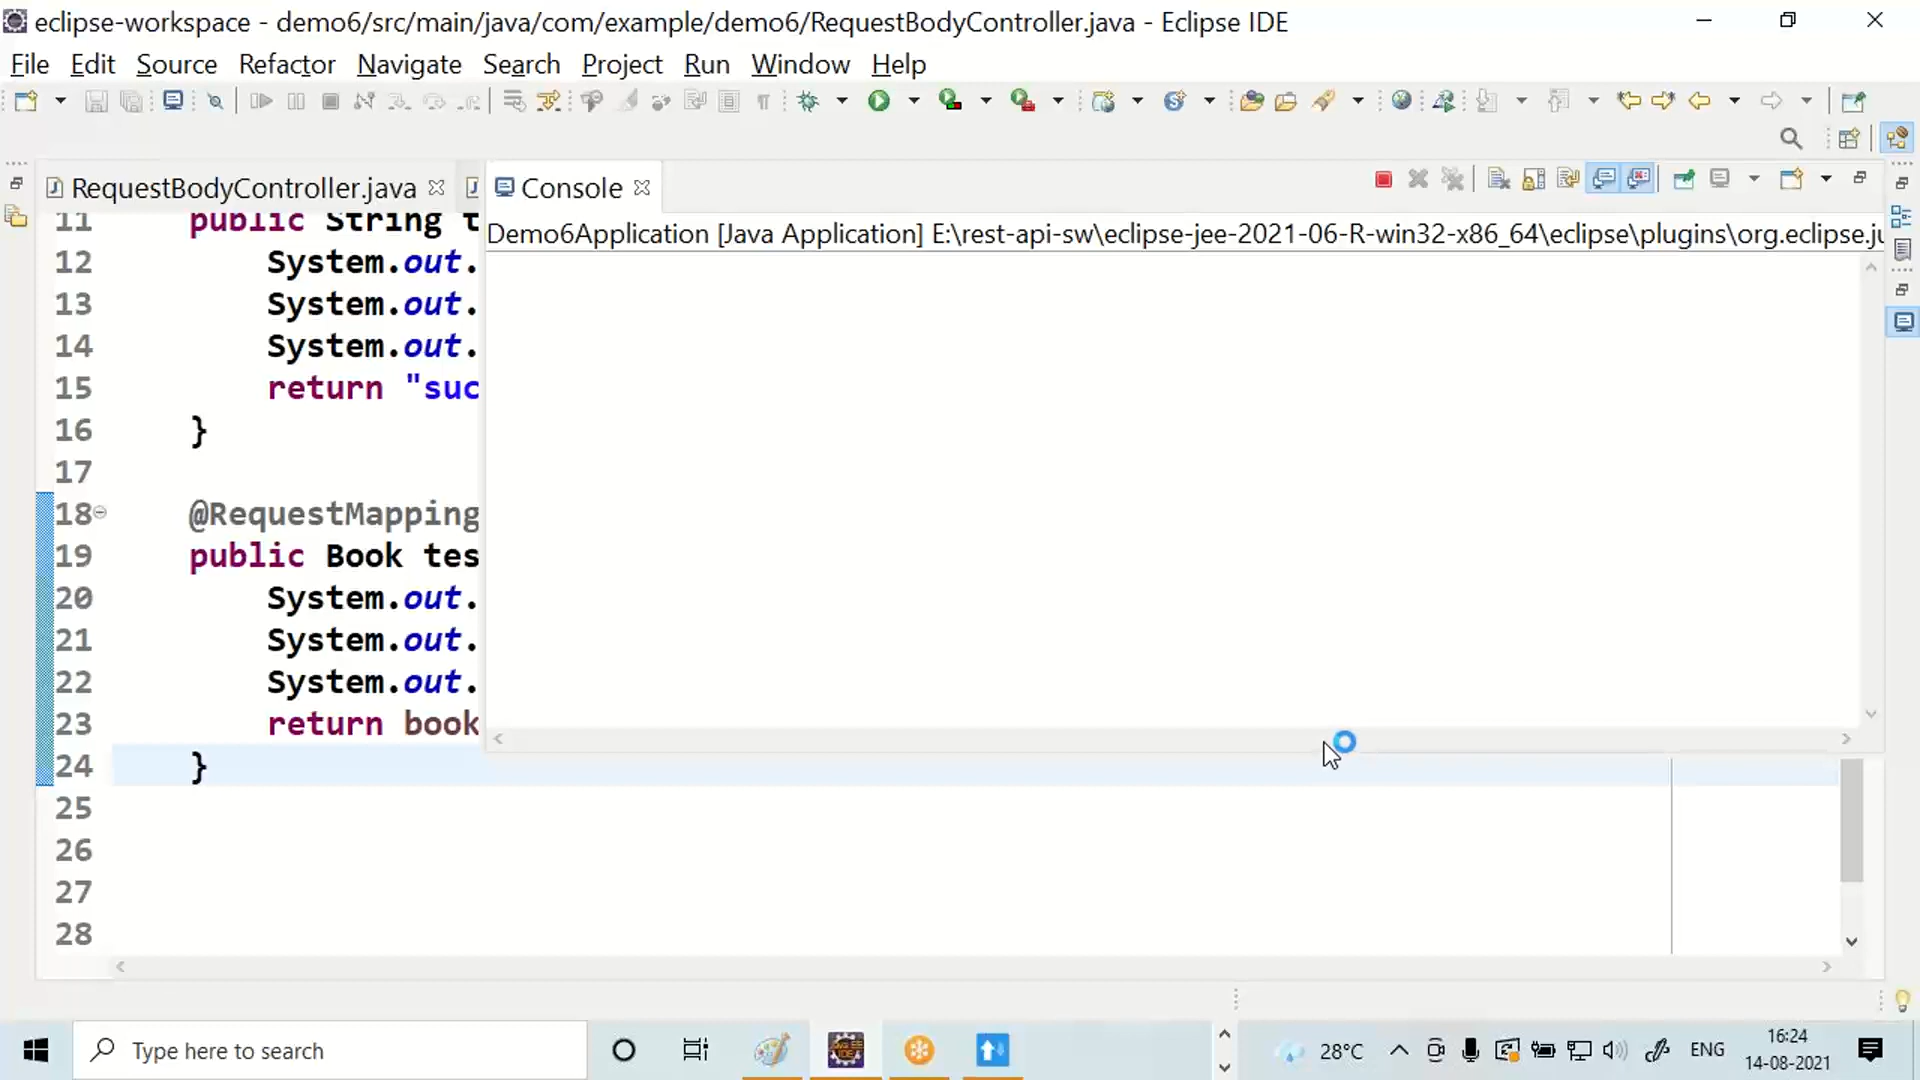 eclipse-workspace - demo6/src/main/java/com/example/demo6/RequestBodyController.java - Eclipse IDE
File Edit Source Refactor Navigate Search Project Run Window Help
RequestBodyController.java
Console
Demo6Application [Java Application] E:\rest-api-sw\eclipse-jee-2021-06-R-win32-x86_64\eclipse\plugins\org.eclipse.ju
11 public String t
12 System.out.
13 System.out.
14 System.out.
15 return "suc
16 }
17
18 @RequestMapping
19 public Book tes
20 System.out.
21 System.out.
22 System.out.
23 return book
24 }
25
26
27
28
Type here to search
28°C
ENG
16:24
14-08-2021